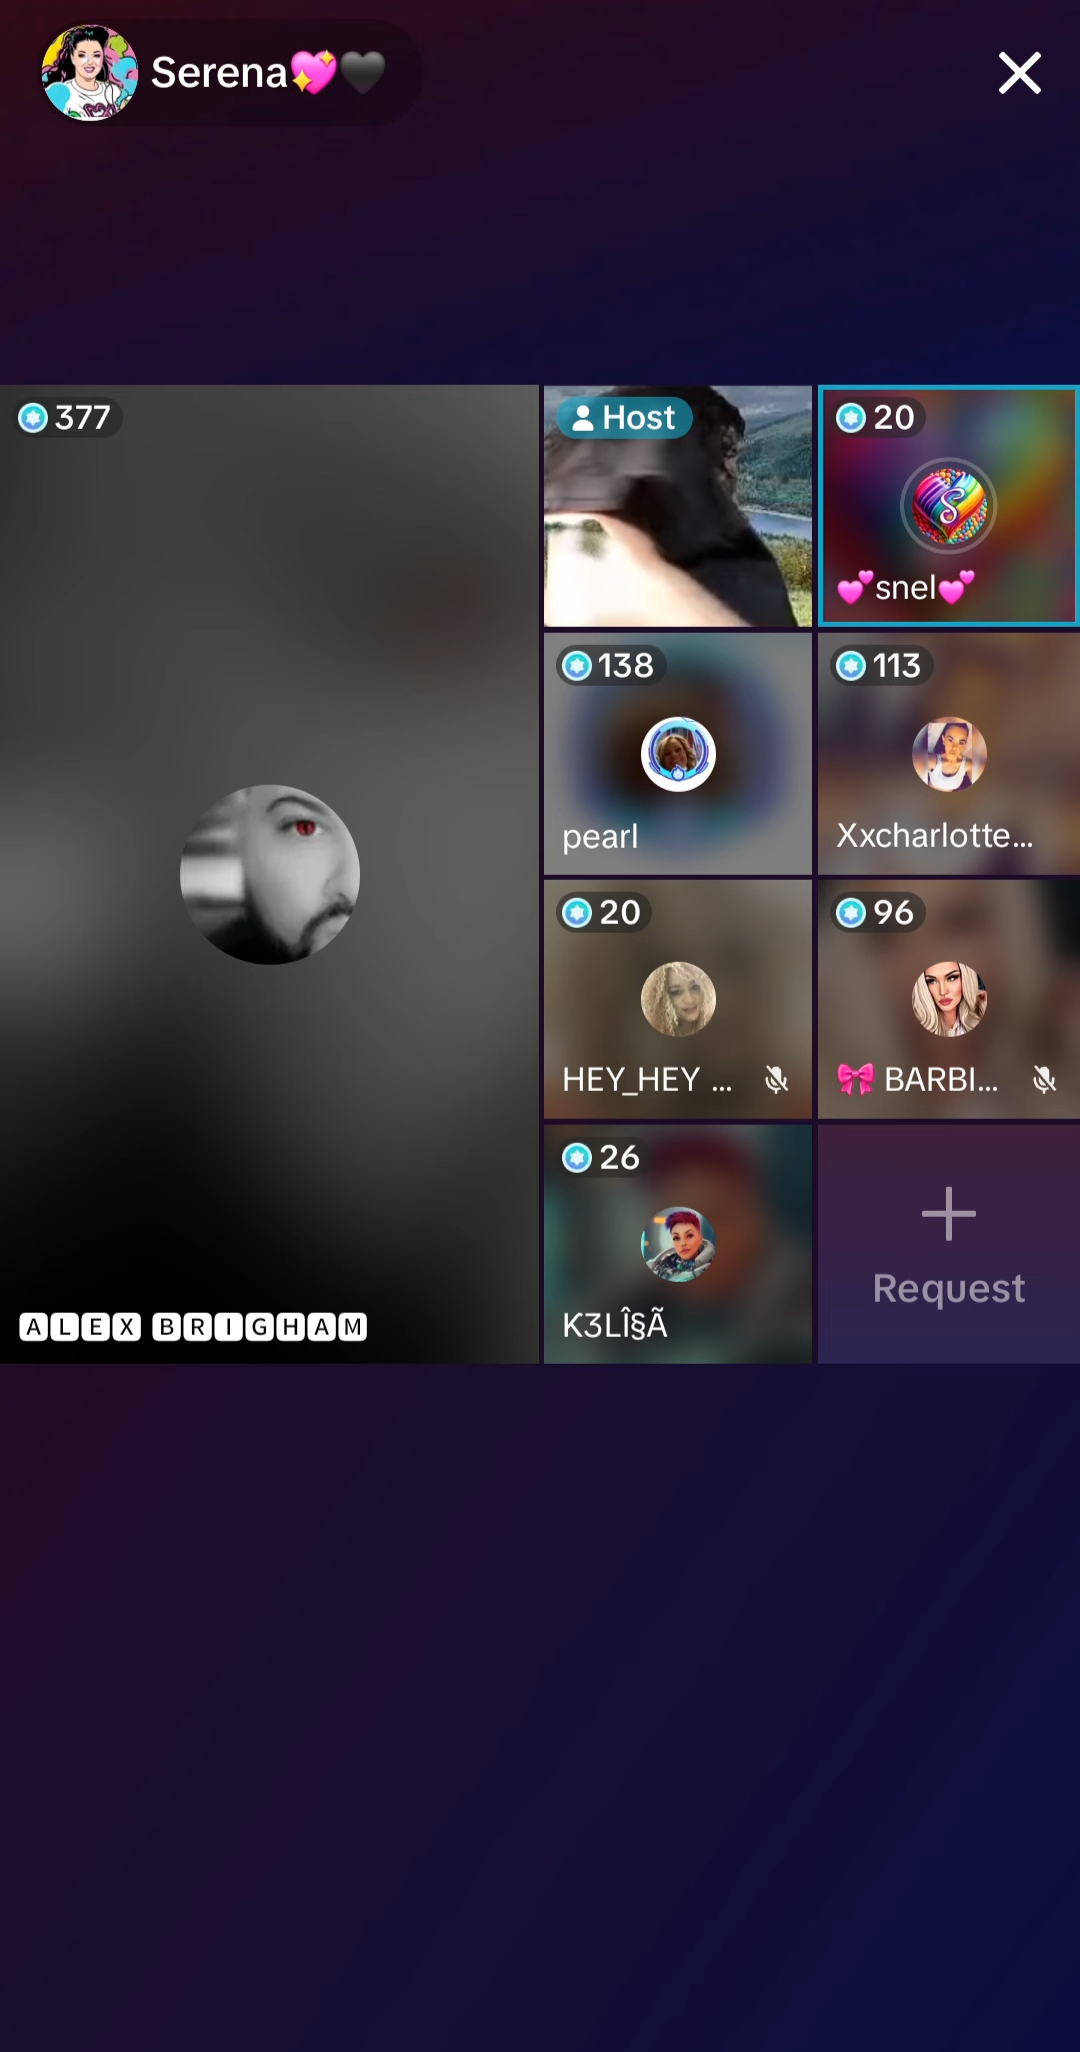 Serena💖🖤
377
Host
20
💕snel💕
138
pearl
113
Xxcharlotte...
20
HEY_HEY ...
96
🎀 BARBI...
26
K3LÎ§Ã
Request
🄰🄻🄴🅇 🄱🅁🄸🄶🄷🄰🄼